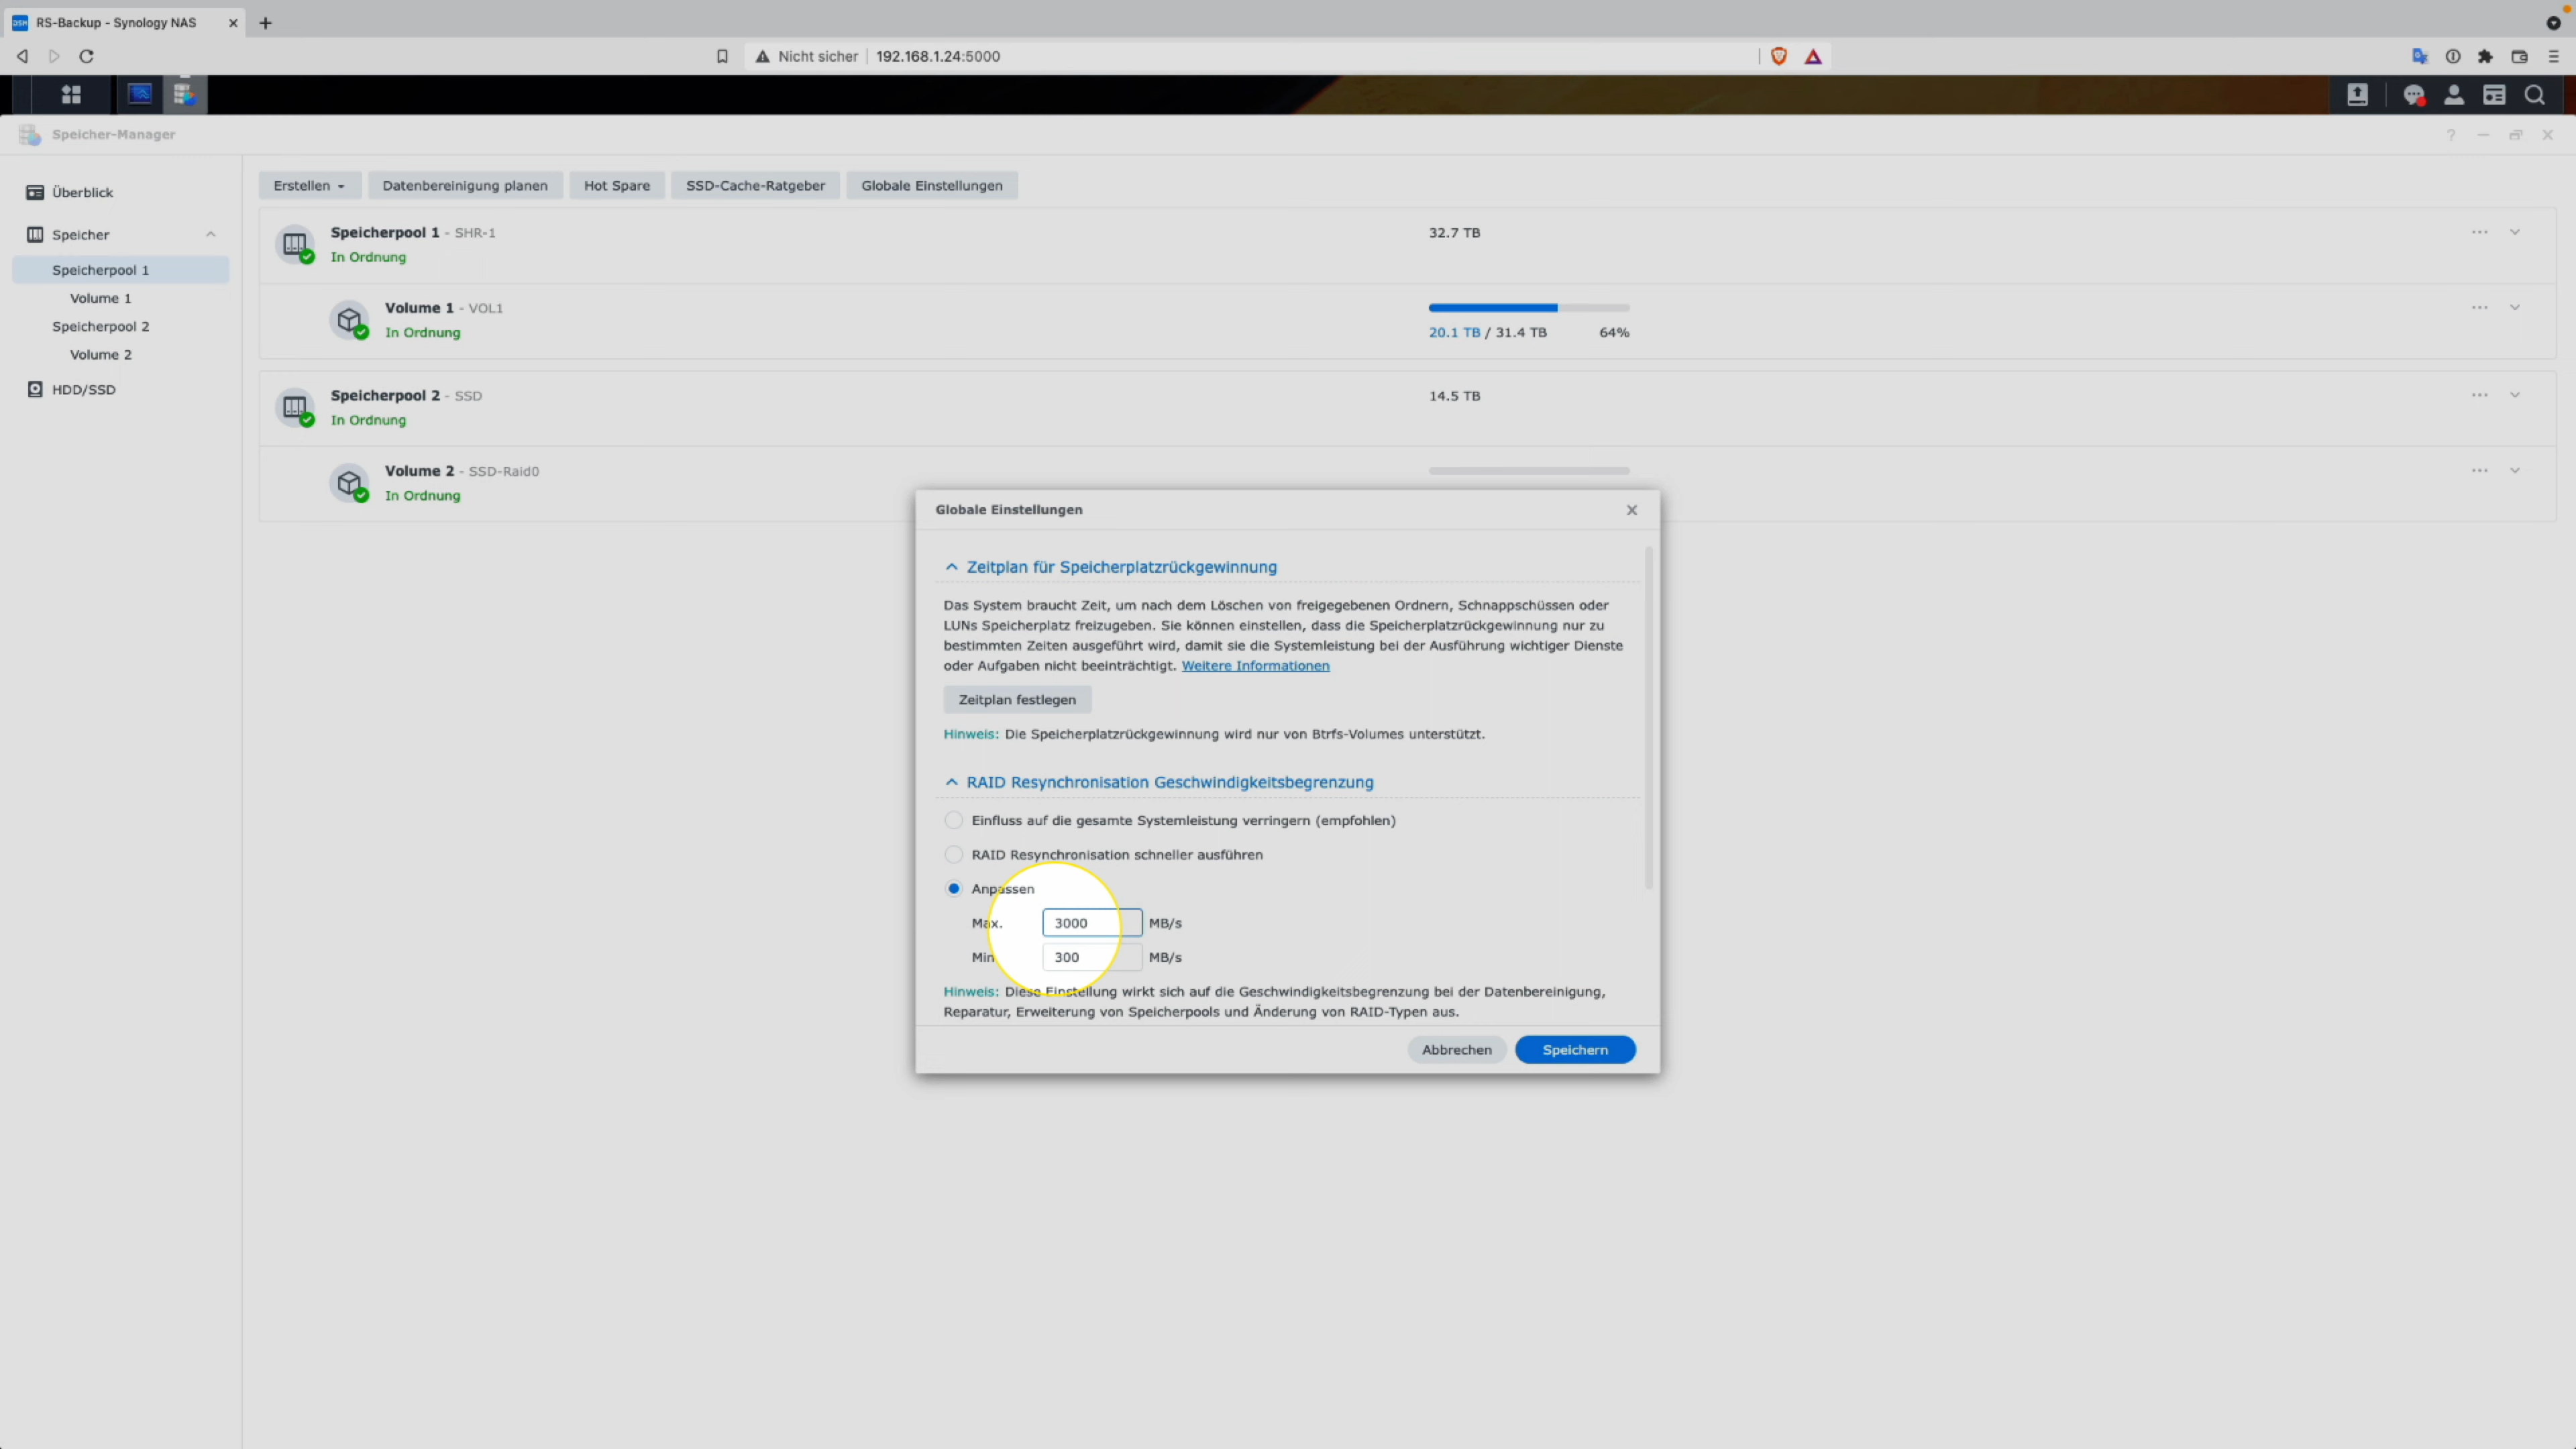 RS-Backup - Synology NAS
Nicht sicher
192.168.1.24:5000
Speicher-Manager
Überblick
Speicher
Speicherpool 1
Volume 1
Speicherpool 2
Volume 2
HDD/SSD
Erstellen
Datenbereinigung planen
Hot Spare
SSD-Cache-Ratgeber
Globale Einstellungen
Speicherpool 1 - SHR-1
32.7 TB
In Ordnung
Volume 1 - VOL1
In Ordnung
20.1 TB / 31.4 TB
64%
Speicherpool 2 - SSD
14.5 TB
In Ordnung
Volume 2 - SSD-Raid0
In Ordnung
Globale Einstellungen
Zeitplan für Speicherplatzrückgewinnung
Das System braucht Zeit, um nach dem Löschen von freigegebenen Ordnern, Schnappschüssen oder
LUNs Speicherplatz freizugeben. Sie können einstellen, dass die Speicherplatzrückgewinnung nur zu
bestimmten Zeiten ausgeführt wird, damit sie die Systemleistung bei der Ausführung wichtiger Dienste
oder Aufgaben nicht beeinträchtigt. Weitere Informationen
Zeitplan festlegen
Hinweis: Die Speicherplatzrückgewinnung wird nur von Btrfs-Volumes unterstützt.
RAID Resynchronisation Geschwindigkeitsbegrenzung
Einfluss auf die gesamte Systemleistung verringern (empfohlen)
RAID Resynchronisation schneller ausführen
Anpassen
Max.
3000
MB/s
Min
300
MB/s
Hinweis: Diese Einstellung wirkt sich auf die Geschwindigkeitsbegrenzung bei der Datenbereinigung,
Reparatur, Erweiterung von Speicherpools und Änderung von RAID-Typen aus.
Abbrechen
Speichern